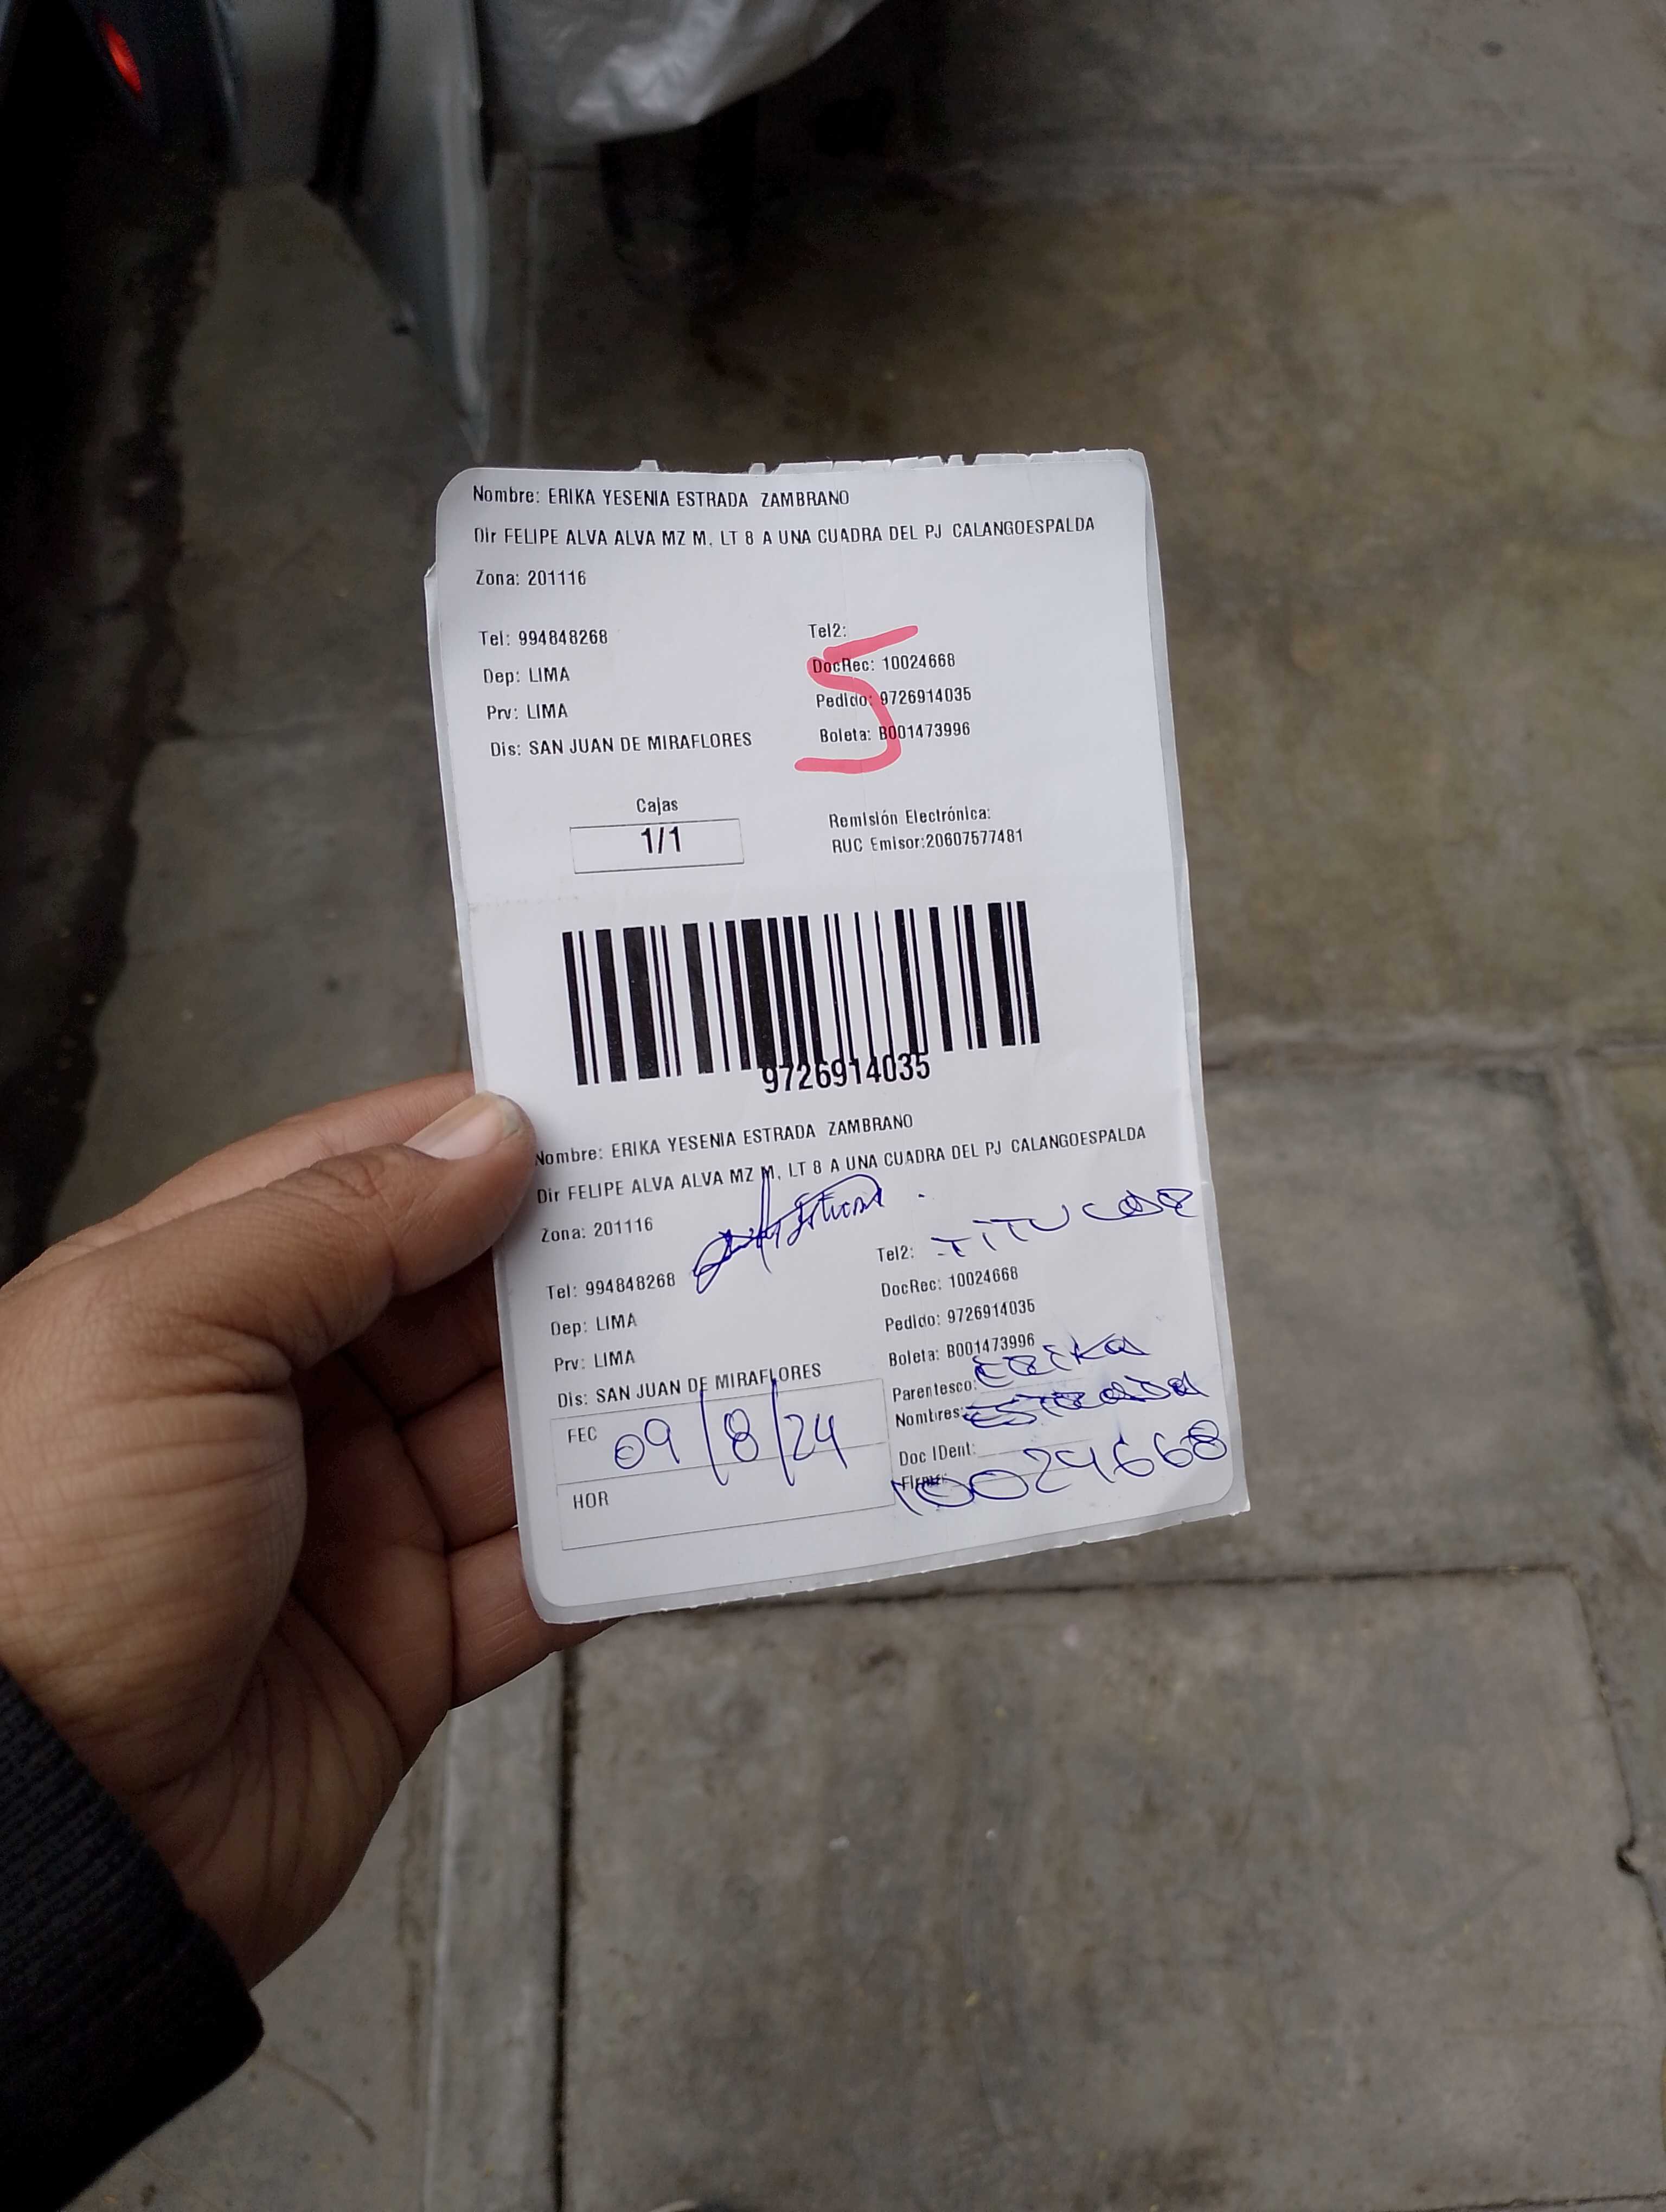 Nombre: ERIKA YESENIA ESTRADA ZAMBRANO
Dir FELIPE ALVA ALVA MZ M, LT 8 A UNA CUADRA DEL PJ CALANGOESPALDA
Zona: 201116
Tel: 994848268
Tel2:
5
Dep: LIMA
DocRec: 10024668
Prv: LIMA
Pedido: 9726914035
Dis: SAN JUAN DE MIRAFLORES
Boleta: B001473996
Cajas
1/1
Remisión Electrónica:
RUC Emisor:20607577481
9726914035
Nombre: ERIKA YESENIA ESTRADA ZAMBRANO
Dir FELIPE ALVA ALVA MZ M, LT 8 A UNA CUADRA DEL PJ CALANGOESPALDA
Zona: 201116
Tel: 994848268
Tel2: TITULAR
Dep: LIMA
DocRec: 10024668
Prv: LIMA
Pedido: 9726914035
Dis: SAN JUAN DE MIRAFLORES
Boleta: B001473996
Parentesco: ERIKA
Nombres: ESTRADA
FEC 09/8/24
Doc IDent:
Firma: 10024668
HOR